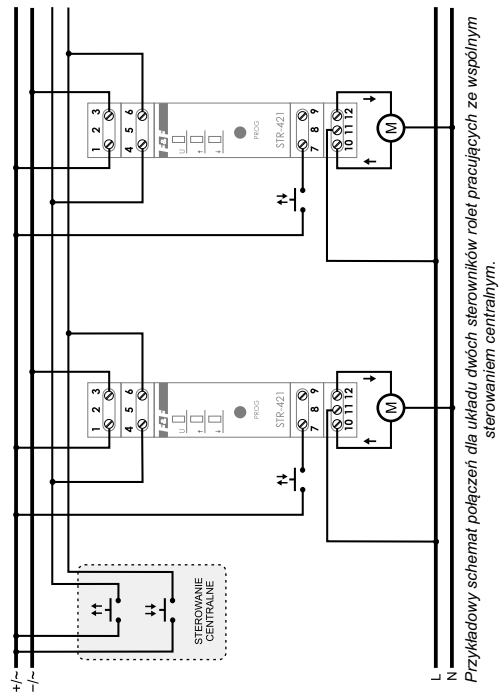 +/~
−/~
STEROWANIE
CENTRALNE
1 2 3
4 5 6
F&F
U
PROG
STR-421
7 8 9
10 11 12
M
1 2 3
4 5 6
F&F
U
PROG
STR-421
7 8 9
10 11 12
M
L
N
Przykładowy schemat połączeń dla układu dwóch sterowników rolet pracujących ze wspólnym
sterowaniem centralnym.